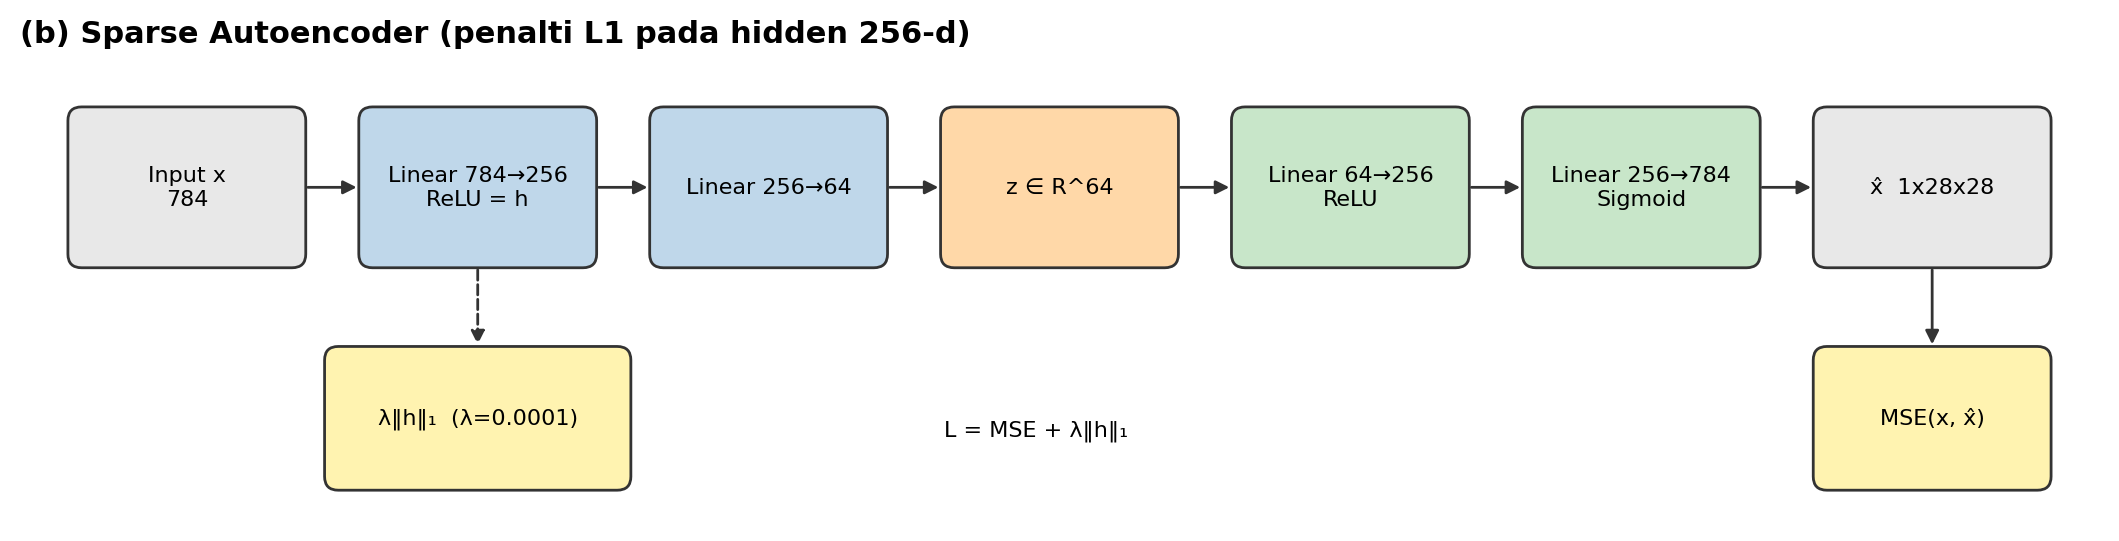 (b) Sparse Autoencoder (penalti L1 pada hidden 256-d)
Input x
784
Linear 784→256
ReLU = h
Linear 256→64
z ∈ R^64
Linear 64→256
ReLU
Linear 256→784
Sigmoid
x̂  1x28x28
λ‖h‖₁  (λ=0.0001)
L = MSE + λ‖h‖₁
MSE(x, x̂)